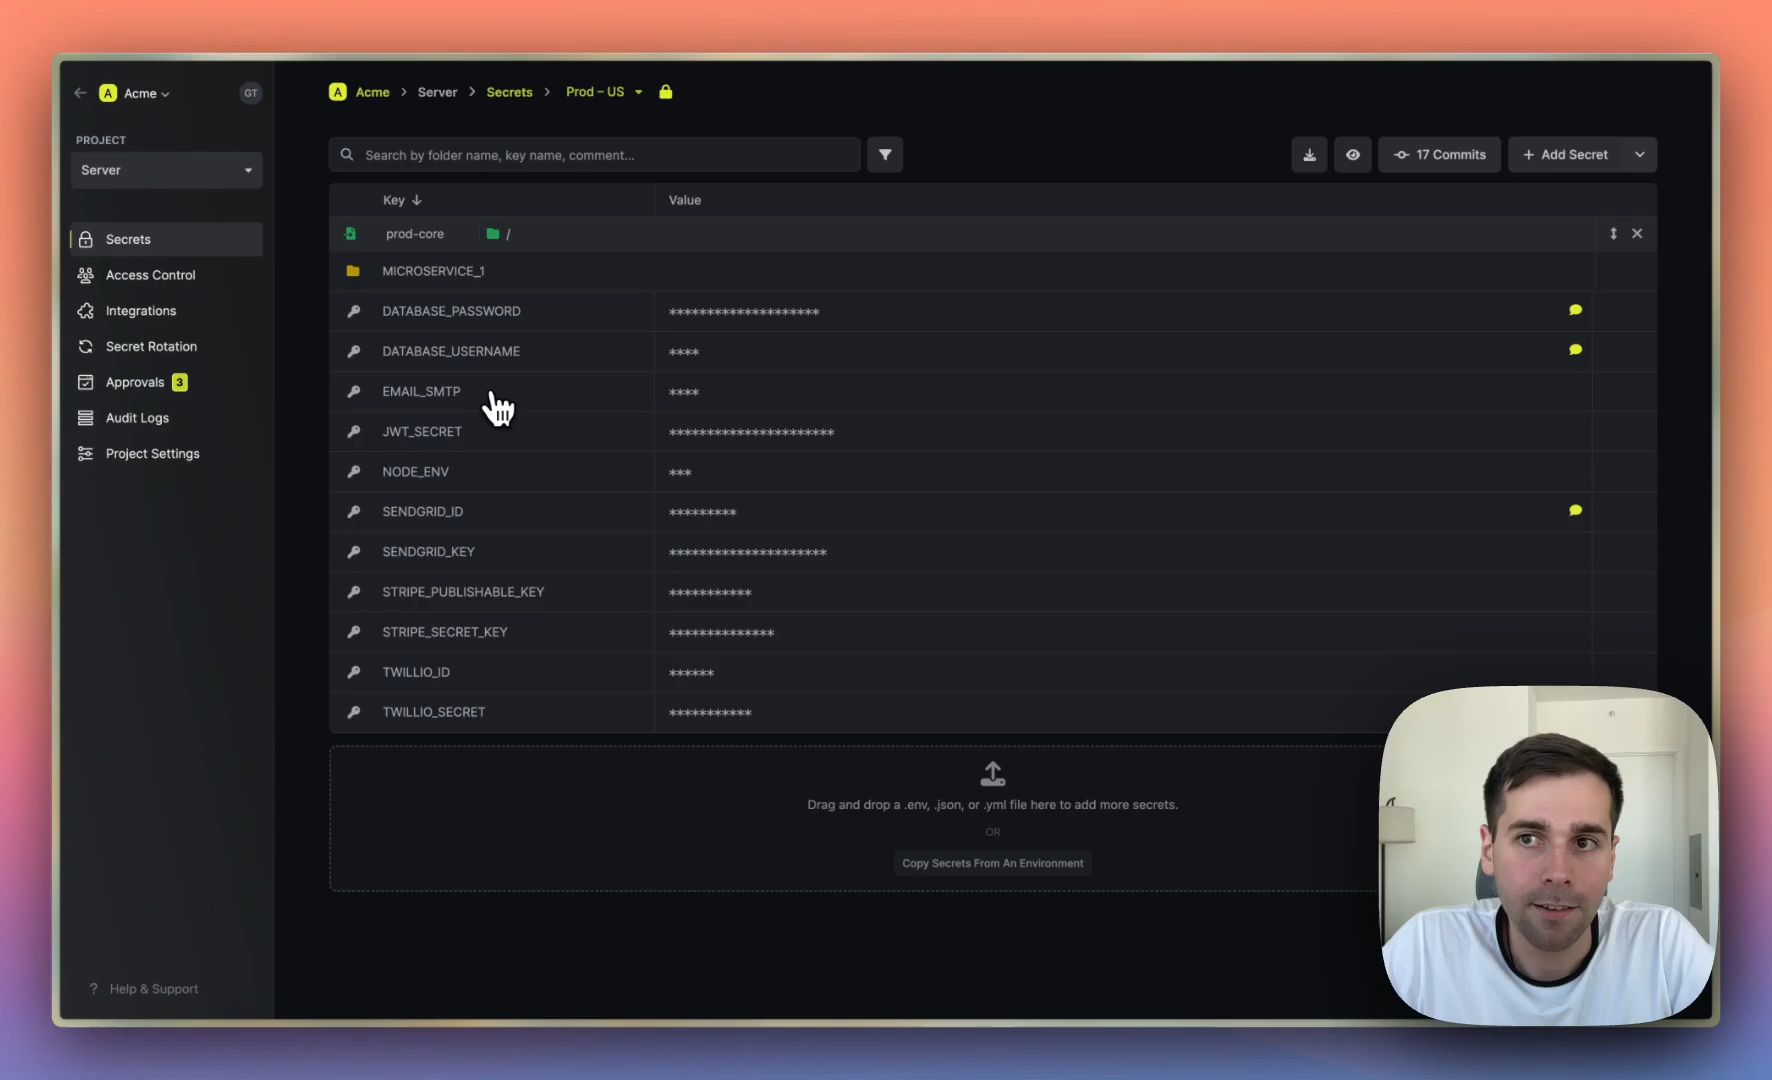 A Acme
GT
A Acme > Server > Secrets > Prod – US
PROJECT
Server
Search by folder name, key name, comment...
17 Commits
+ Add Secret
Secrets
Access Control
Integrations
Secret Rotation
Approvals 3
Audit Logs
Project Settings
? Help & Support
Key Value
prod-core /
MICROSERVICE_1
DATABASE_PASSWORD ********************
DATABASE_USERNAME ****
EMAIL_SMTP ****
JWT_SECRET **********************
NODE_ENV ***
SENDGRID_ID *********
SENDGRID_KEY *********************
STRIPE_PUBLISHABLE_KEY ***********
STRIPE_SECRET_KEY **************
TWILLIO_ID ******
TWILLIO_SECRET ***********
Drag and drop a .env, .json, or .yml file here to add more secrets.
OR
Copy Secrets From An Environment